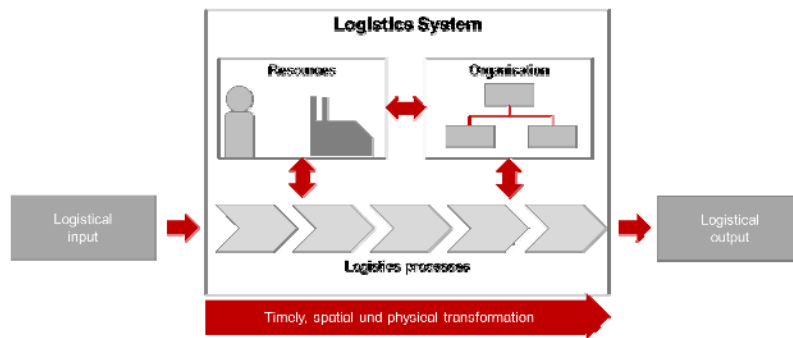 Logistics System
Resources
Organisation
Logistical
input
Logistical
output
Logistics processes
Timely, spatial und physical transformation